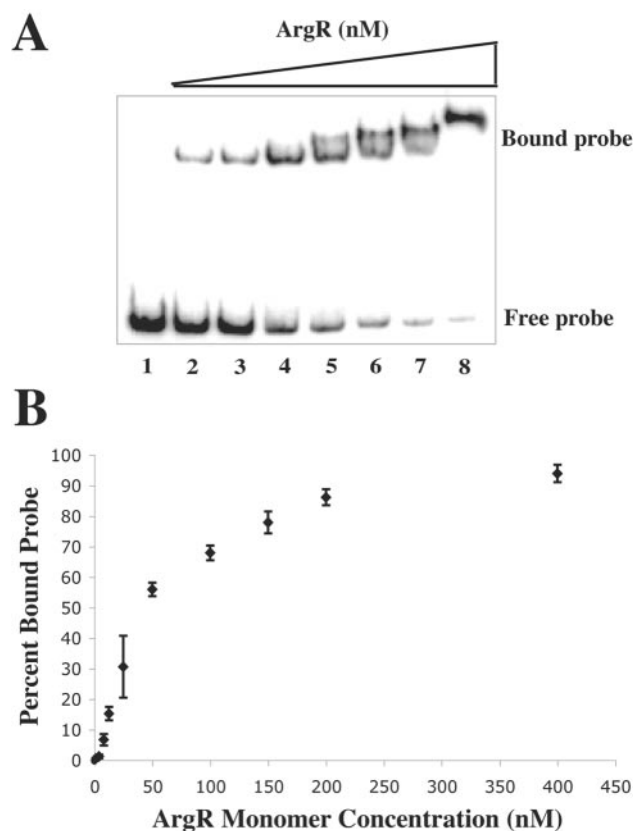 A
ArgR (nM)
Bound probe
Free probe
1 2 3 4 5 6 7 8
B
Percent Bound Probe
100
90
80
70
60
50
40
30
20
10
0
0 50 100 150 200 250 300 350 400 450
ArgR Monomer Concentration (nM)